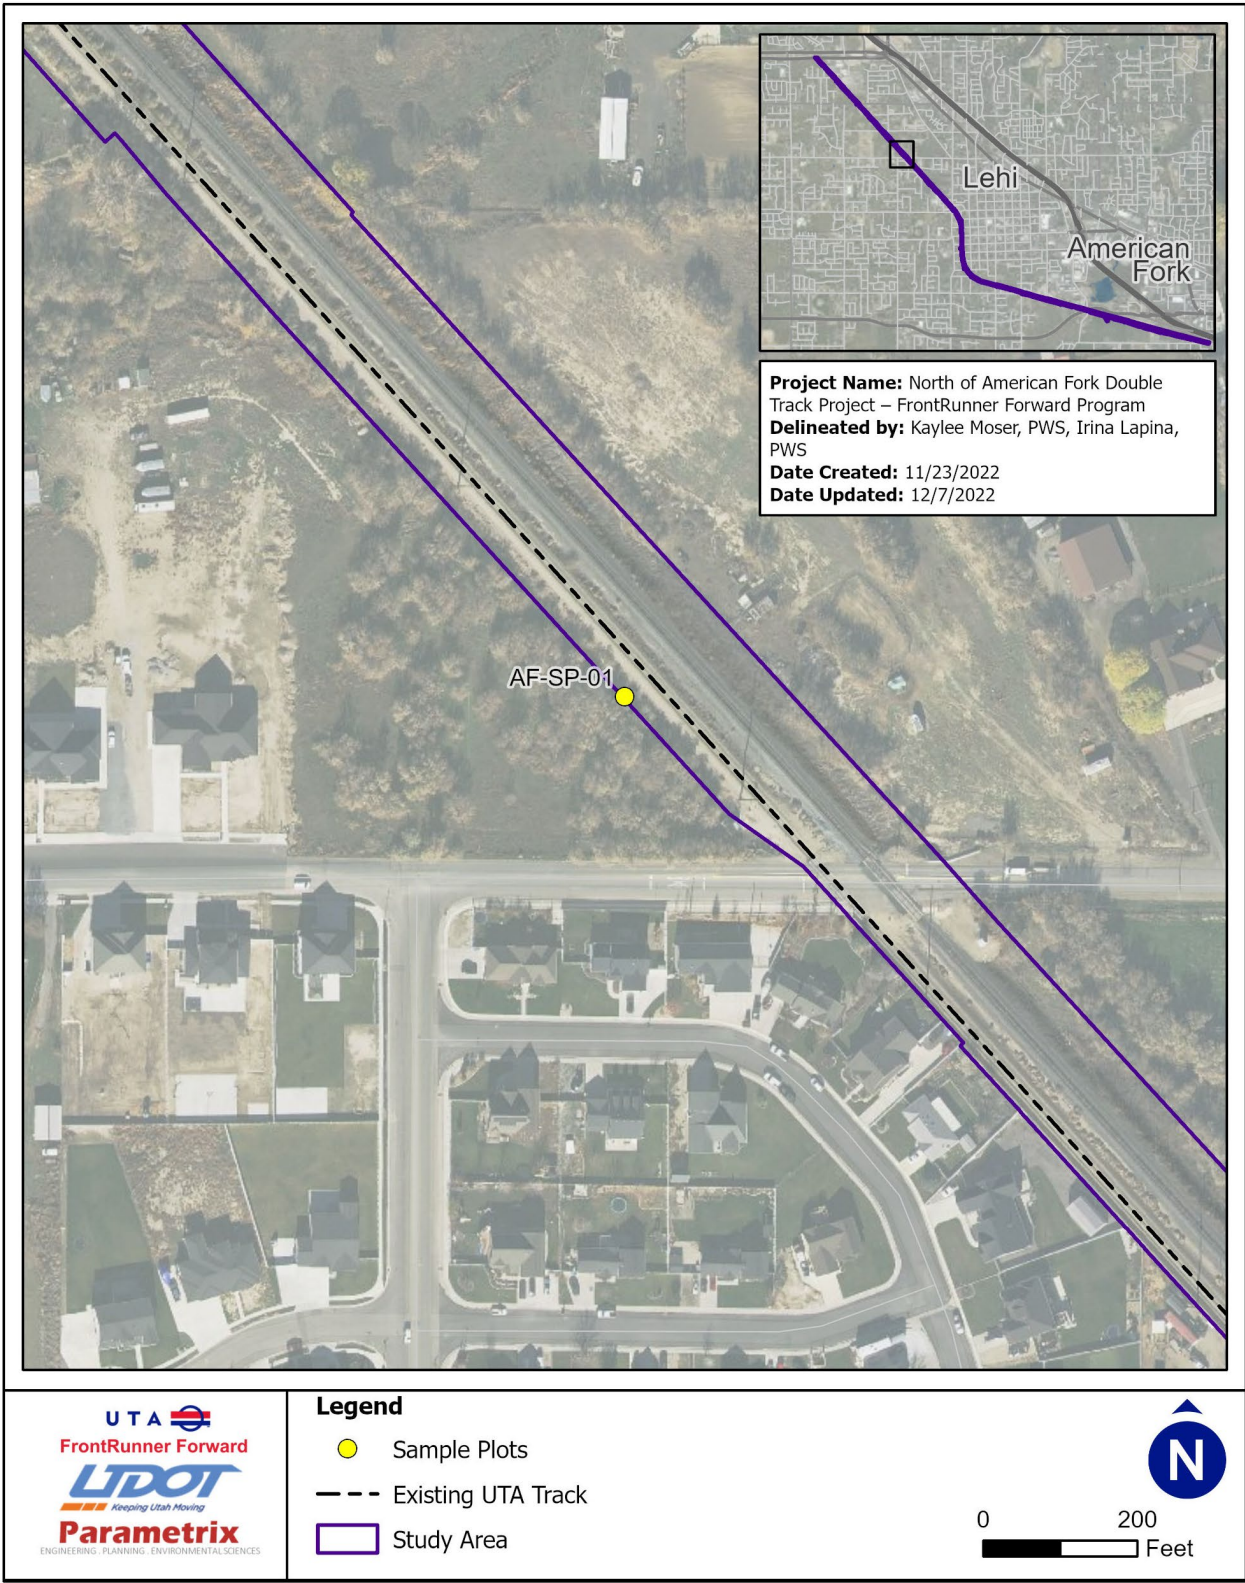 Lehi
American
Fork
Project Name: North of American Fork Double
Track Project – FrontRunner Forward Program
Delineated by: Kaylee Moser, PWS, Irina Lapina,
PWS
Date Created: 11/23/2022
Date Updated: 12/7/2022
AF-SP-01
UTA
FrontRunner Forward
UDOT
Keeping Utah Moving
Parametrix
ENGINEERING . PLANNING . ENVIRONMENTAL SCIENCES
Legend
Sample Plots
Existing UTA Track
Study Area
N
0 200
Feet